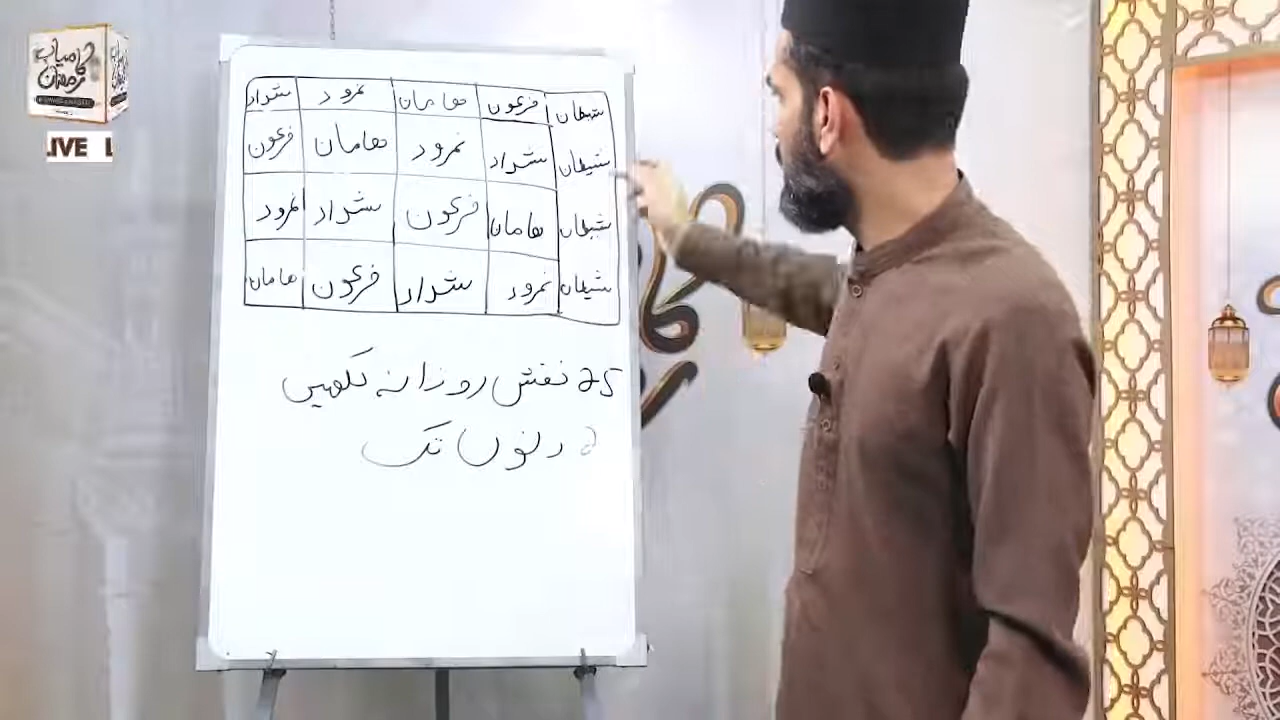 شیطان فرعون ھامان نمرود شداد
شیطان شداد نمرود ھامان فرعون
شیطان ھامان فرعون شداد نمرود
شیطان نمرود شداد فرعون ھامان
25 نقش روزانہ لکھیں
دنوں تک
LIVE L